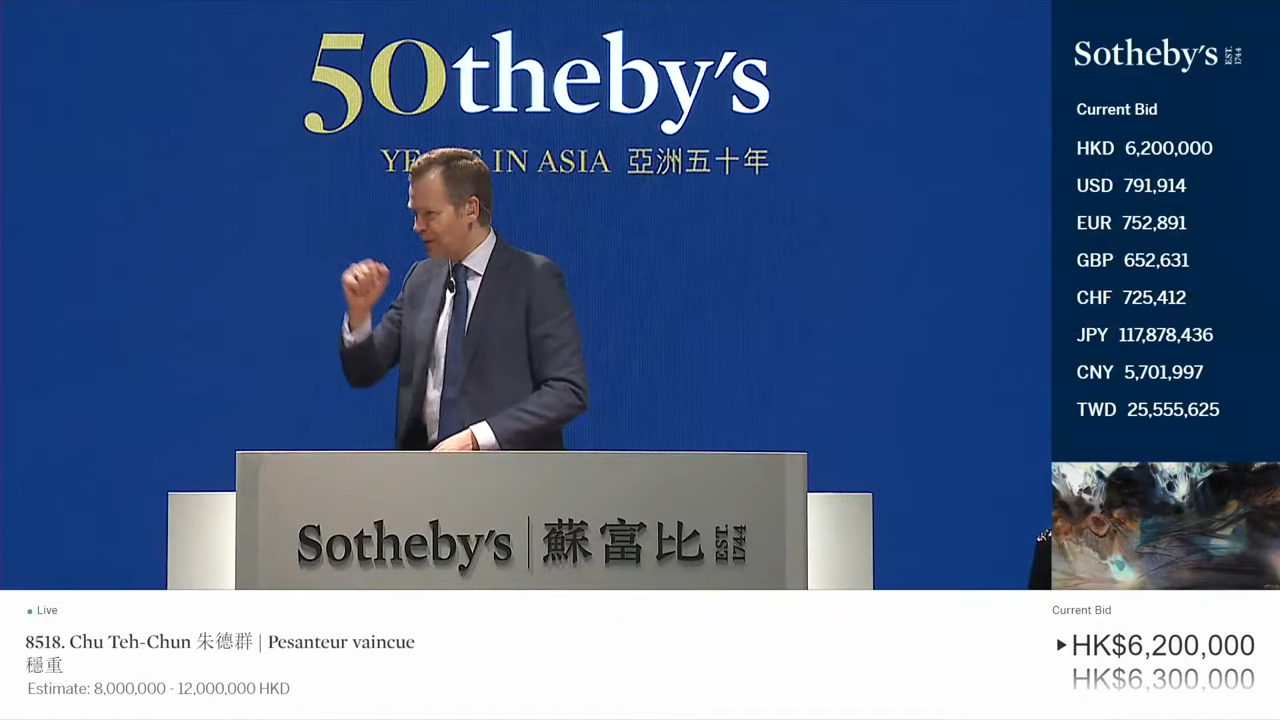 50theby's
YEARS IN ASIA 亞洲五十年
Sotheby's | 蘇富比 EST. 1744
Sotheby's EST. 1744
Current Bid
HKD 6,200,000
USD 791,914
EUR 752,891
GBP 652,631
CHF 725,412
JPY 117,878,436
CNY 5,701,997
TWD 25,555,625
Live
8518. Chu Teh-Chun 朱德群 | Pesanteur vaincue
穩重
Estimate: 8,000,000 - 12,000,000 HKD
Current Bid
HK$6,200,000
HK$6,300,000